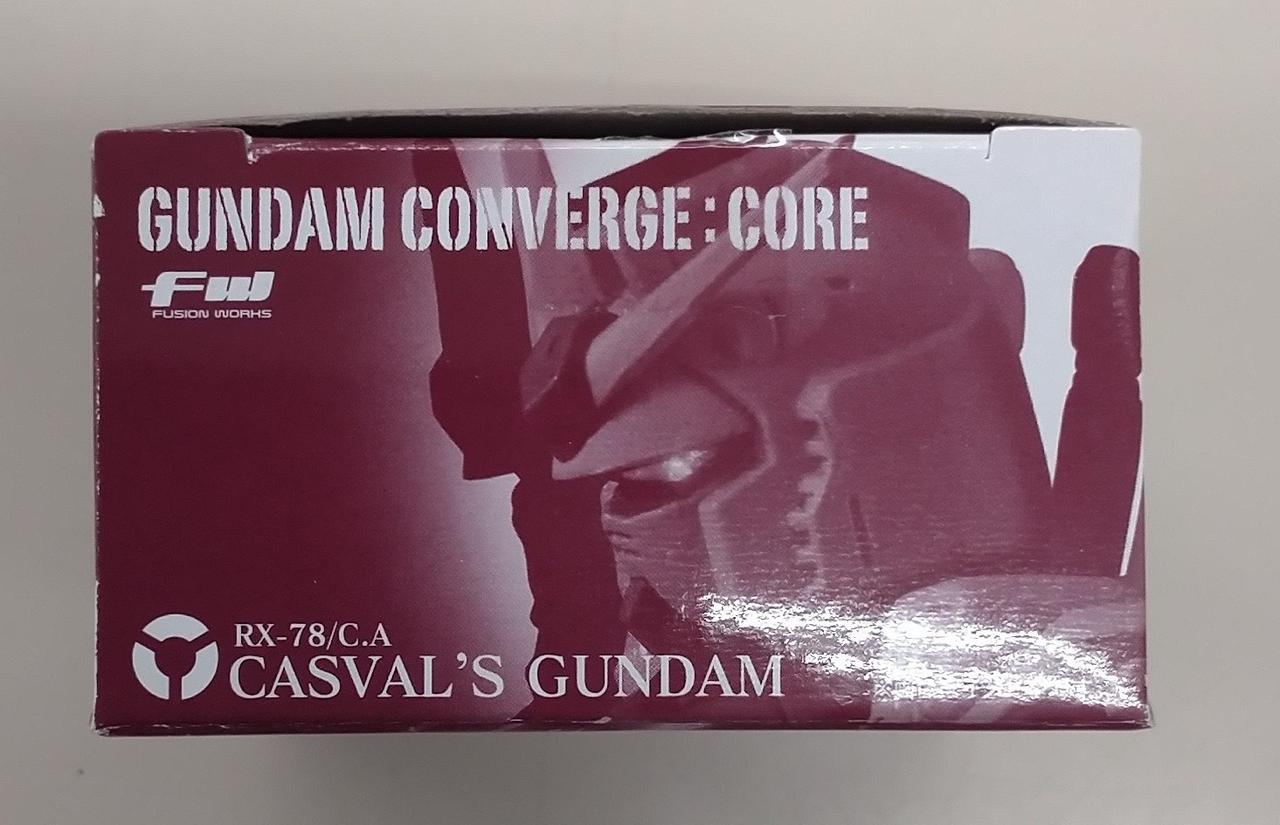 GUNDAM CONVERGE : CORE
fw
FUSION WORKS
RX-78/C.A
CASVAL'S GUNDAM